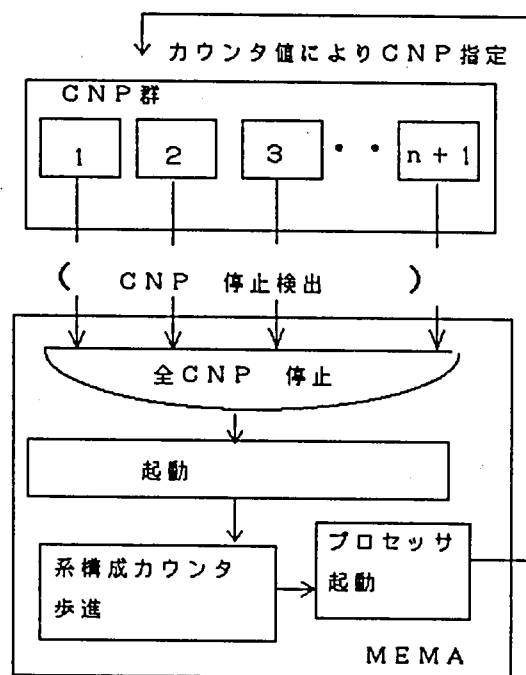 カウンタ値によりCNP指定
CNP群
1 2 3 ・・ n+1
( CNP 停止検出 )
全CNP 停止
起動
系構成カウンタ
歩進
プロセッサ
起動
MEMA